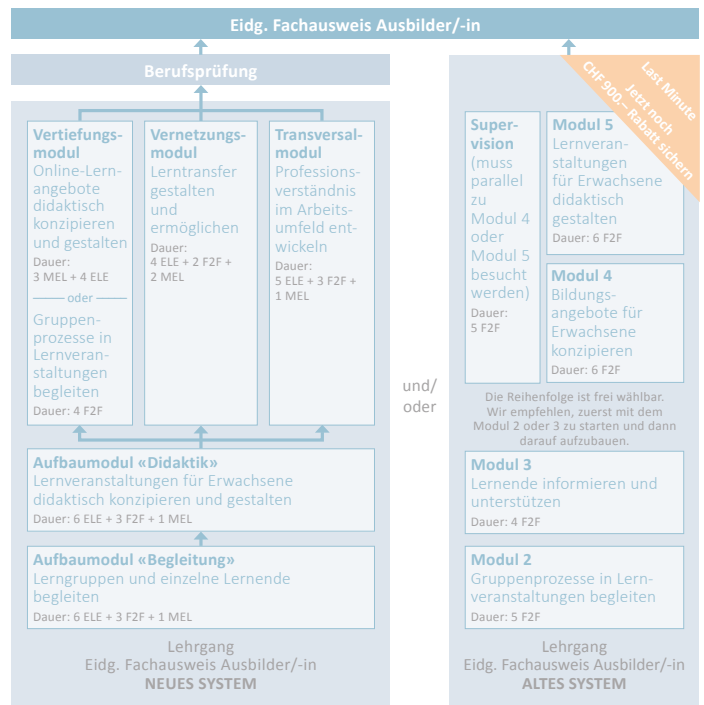 Eidg. Fachausweis Ausbilder/-in
Berufsprüfung
Vertiefungs-
modul
Online-Lern-
angebote
didaktisch
konzipieren
und gestalten
Dauer:
3 MEL + 4 ELE
oder
Gruppen-
prozesse in
Lernveran-
staltungen
begleiten
Dauer: 4 F2F
Vernetzungs-
modul
Lerntransfer
gestalten
und
ermöglichen
Dauer:
4 ELE + 2 F2F +
2 MEL
Transversal-
modul
Professions-
verständnis
im Arbeits-
umfeld ent-
wickeln
Dauer:
5 ELE + 3 F2F +
1 MEL
Aufbaumodul «Didaktik»
Lernveranstaltungen für Erwachsene
didaktisch konzipieren und gestalten
Dauer: 6 ELE + 3 F2F + 1 MEL
Aufbaumodul «Begleitung»
Lerngruppen und einzelne Lernende
begleiten
Dauer: 6 ELE + 3 F2F + 1 MEL
Lehrgang
Eidg. Fachausweis Ausbilder/-in
NEUES SYSTEM
und/
oder
Last Minute
Jetzt noch
CHF 900.– Rabatt sichern
Super-
vision
(muss
parallel
zu
Modul 4
oder
Modul 5
besucht
werden)
Dauer:
5 F2F
Modul 5
Lernveran-
staltungen
für Erwachsene
didaktisch
gestalten
Dauer: 6 F2F
Modul 4
Bildungs-
angebote für
Erwachsene
konzipieren
Dauer: 6 F2F
Die Reihenfolge ist frei wählbar.
Wir empfehlen, zuerst mit dem
Modul 2 oder 3 zu starten und dann
darauf aufzubauen.
Modul 3
Lernende informieren und
unterstützen
Dauer: 4 F2F
Modul 2
Gruppenprozesse in Lern-
veranstaltungen begleiten
Dauer: 5 F2F
Lehrgang
Eidg. Fachausweis Ausbilder/-in
ALTES SYSTEM